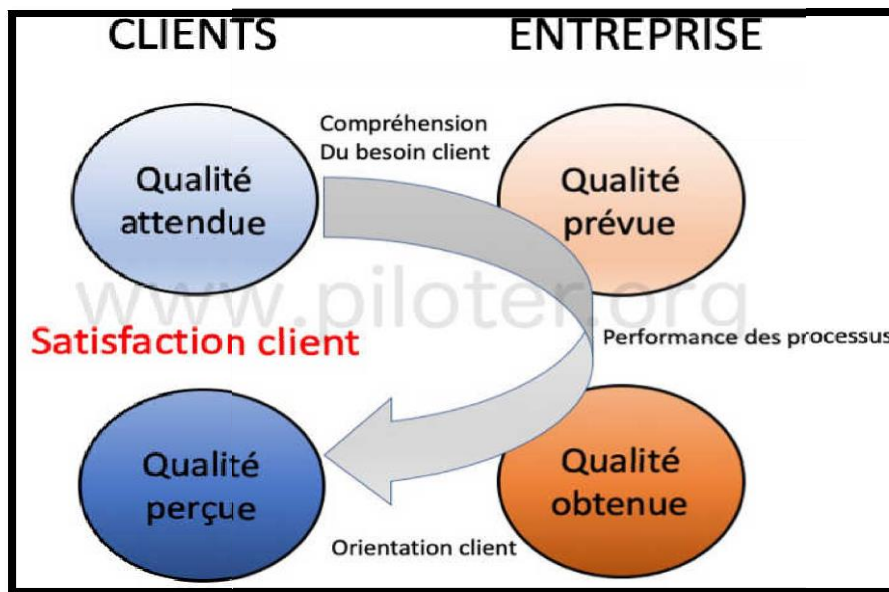 CLIENTS
ENTREPRISE
Compréhension
Du besoin client
Qualité
attendue
Qualité
prévue
www.piloter.org
Satisfaction client
Performance des processus
Qualité
perçue
Qualité
obtenue
Orientation client